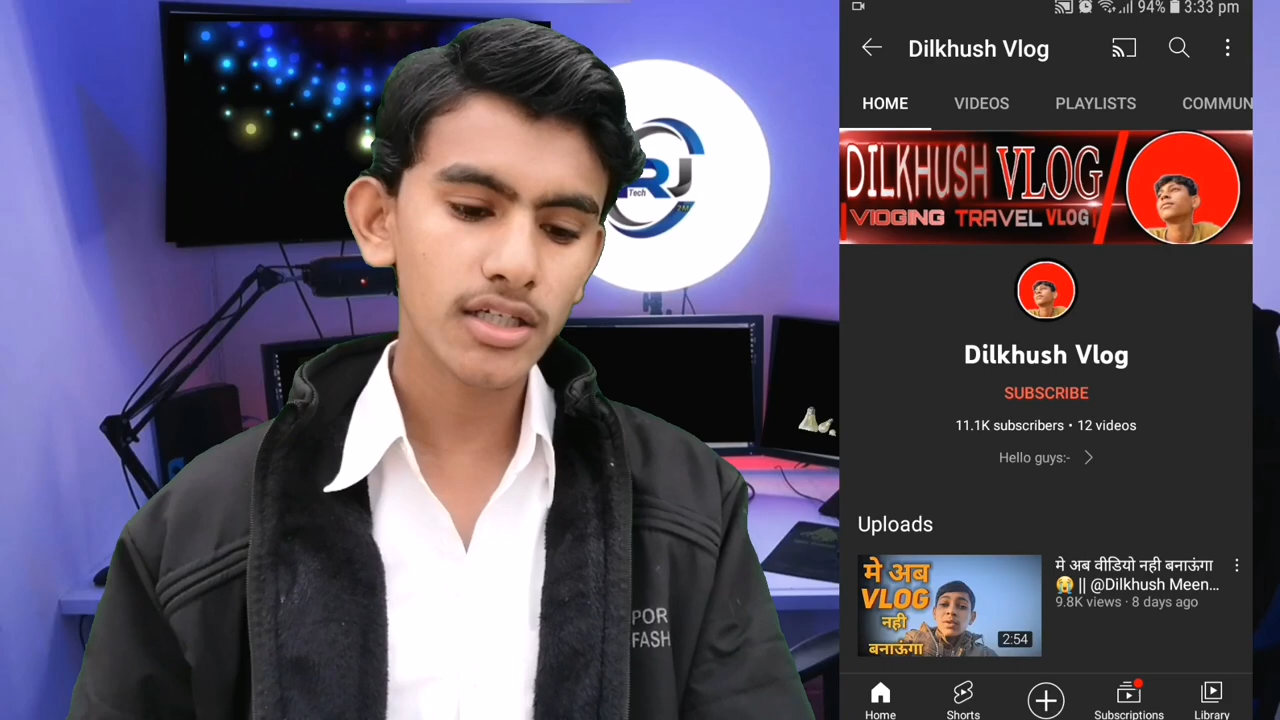 RJ
Tech
POR
FASH
94% 3:33 pm
Dilkhush Vlog
HOME VIDEOS PLAYLISTS COMMUN
DILKHUSH VLOG
VIOGING TRAVEL VLOG
Dilkhush Vlog
SUBSCRIBE
11.1K subscribers • 12 videos
Hello guys:-
Uploads
मे अब
VLOG
नही
बनाऊंगा
2:54
मे अब वीडियो नही बनाऊंगा
😭 || @Dilkhush Meen...
9.8K views · 8 days ago
Home Shorts Subscriptions Library